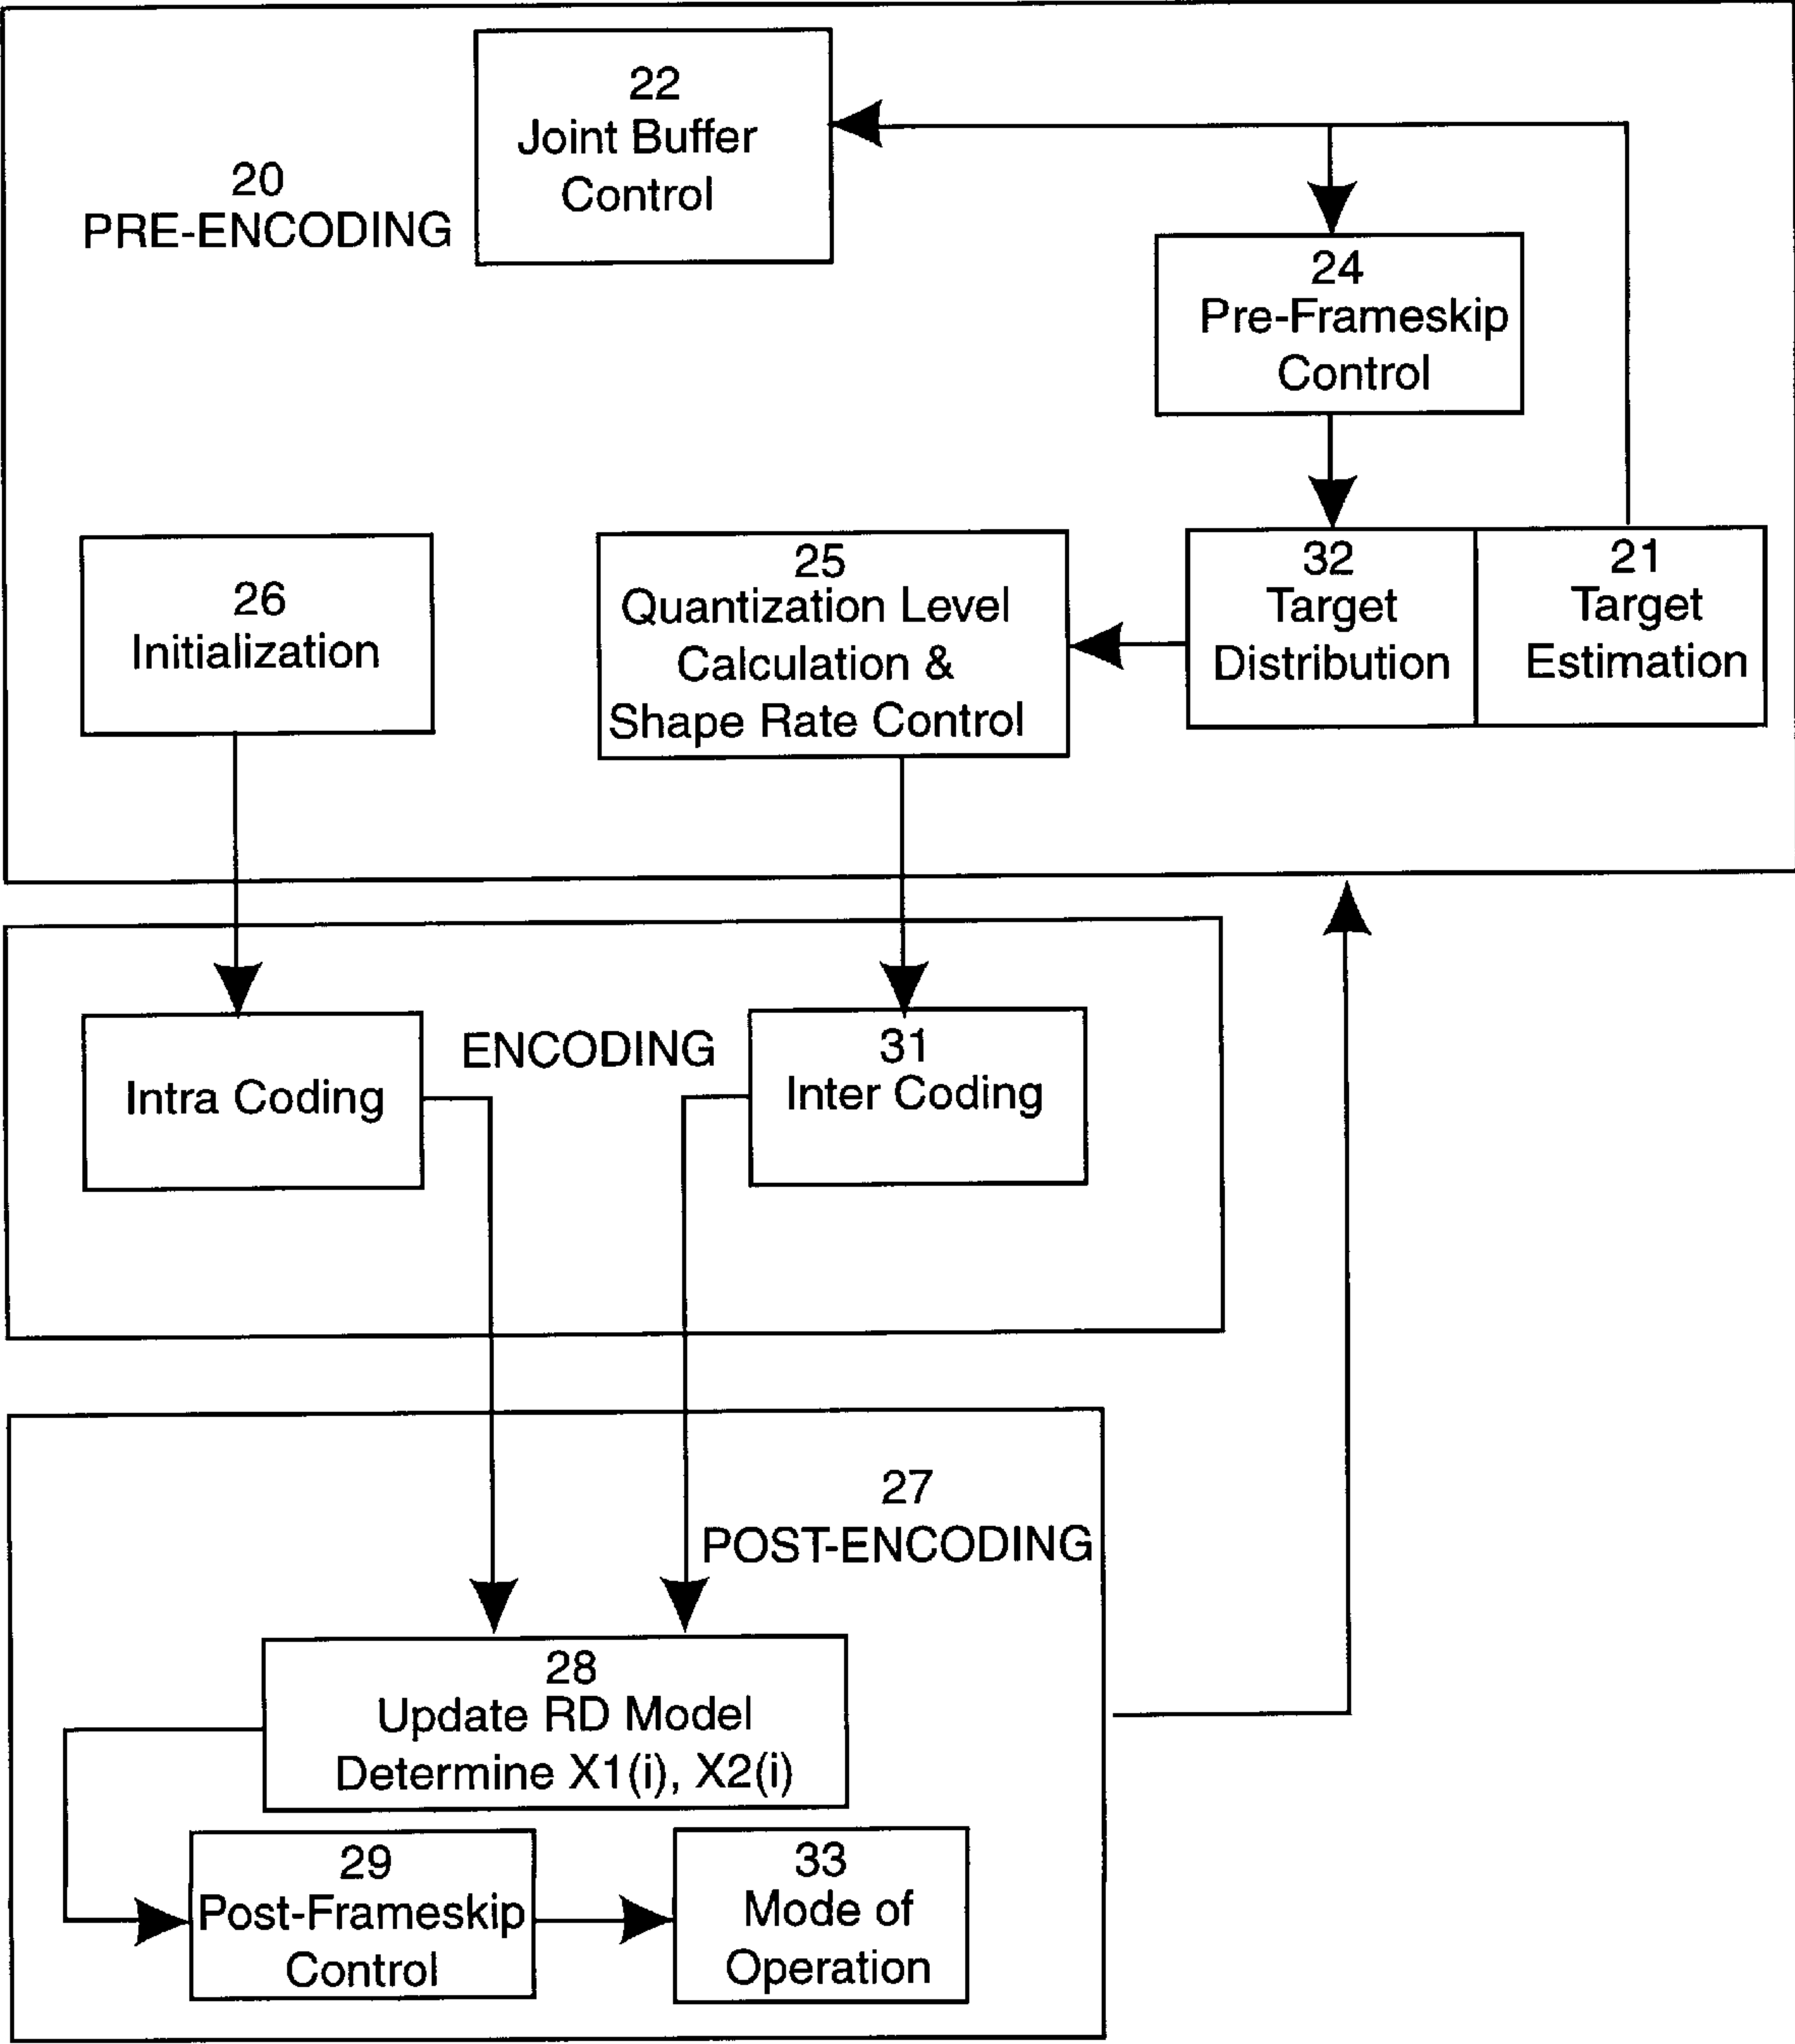 22
Joint Buffer
Control
20
PRE-ENCODING
24
Pre-Frameskip
Control
26
Initialization
25
Quantization Level
Calculation &
Shape Rate Control
32
Target
Distribution
21
Target
Estimation
Intra Coding
ENCODING
31
Inter Coding
27
POST-ENCODING
28
Update RD Model
Determine X1(i), X2(i)
29
Post-Frameskip
Control
33
Mode of
Operation